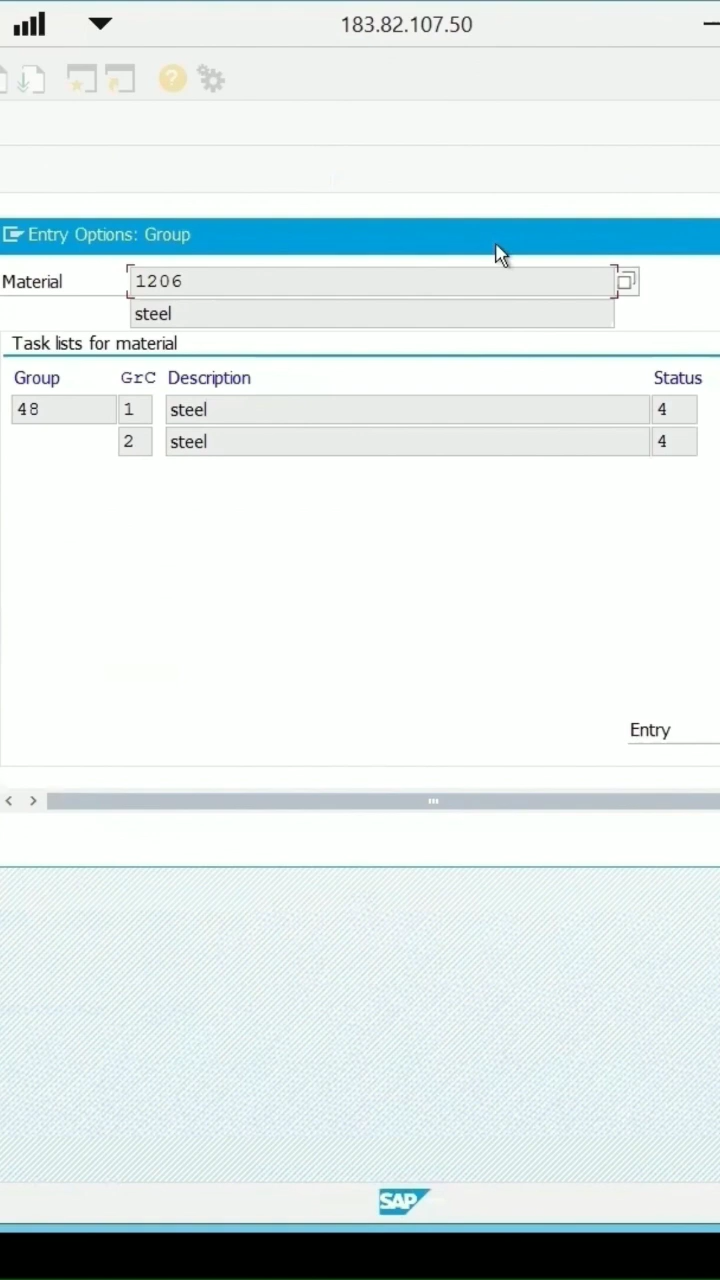 183.82.107.50
Entry Options: Group
Material 1206
steel
Task lists for material
Group GrC Description Status
48 1 steel 4
2 steel 4
Entry
SAP